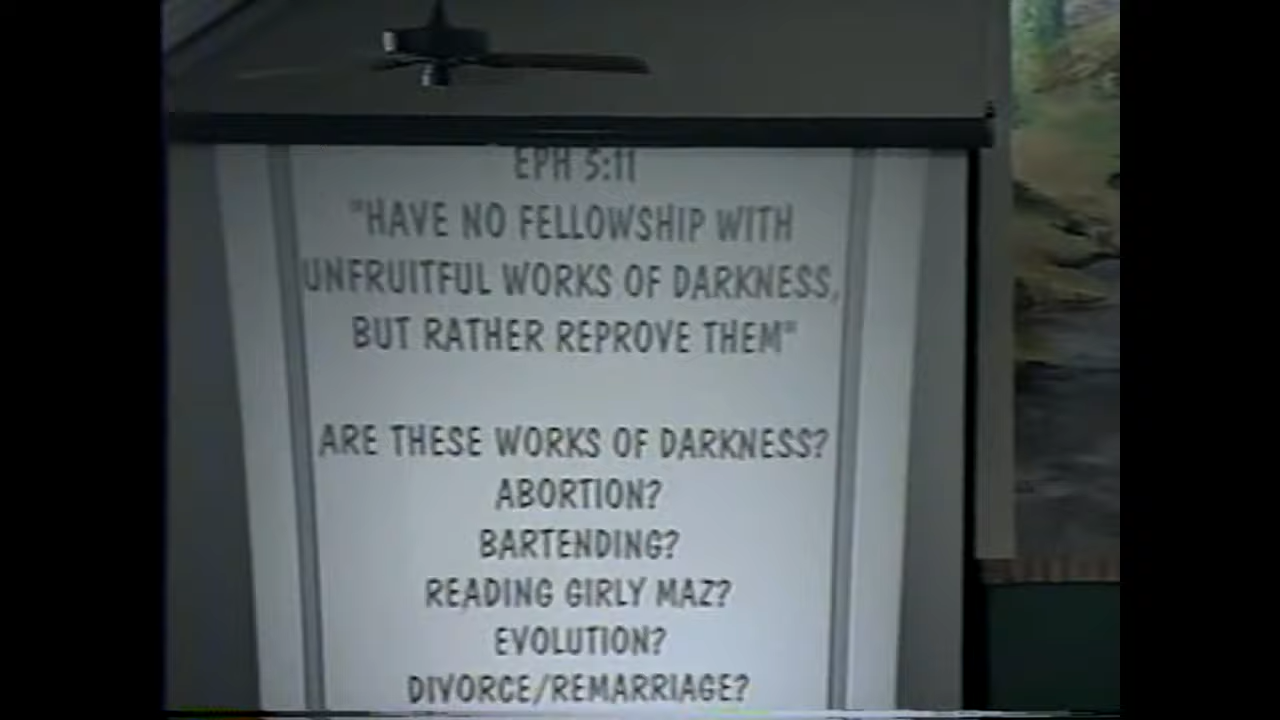 EPH 5:11
"HAVE NO FELLOWSHIP WITH
UNFRUITFUL WORKS OF DARKNESS,
BUT RATHER REPROVE THEM"
ARE THESE WORKS OF DARKNESS?
ABORTION?
BARTENDING?
READING GIRLY MAZ?
EVOLUTION?
DIVORCE/REMARRIAGE?